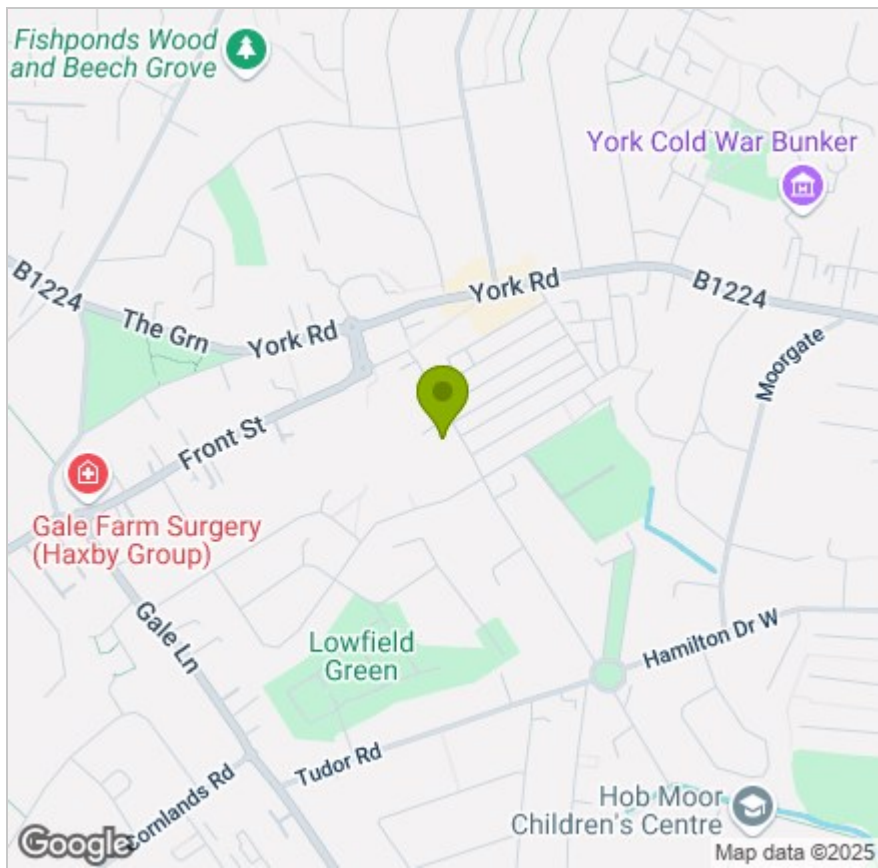 Fishponds Wood
and Beech Grove
York Cold War Bunker
B1224
The Grn
York Rd
York Rd
B1224
Moorgate
Front St
Gale Farm Surgery
(Haxby Group)
Gale Ln
Lowfield
Green
Hamilton Dr W
Tudor Rd
Cornlands Rd
Hob Moor
Children's Centre
Google
Map data ©2025